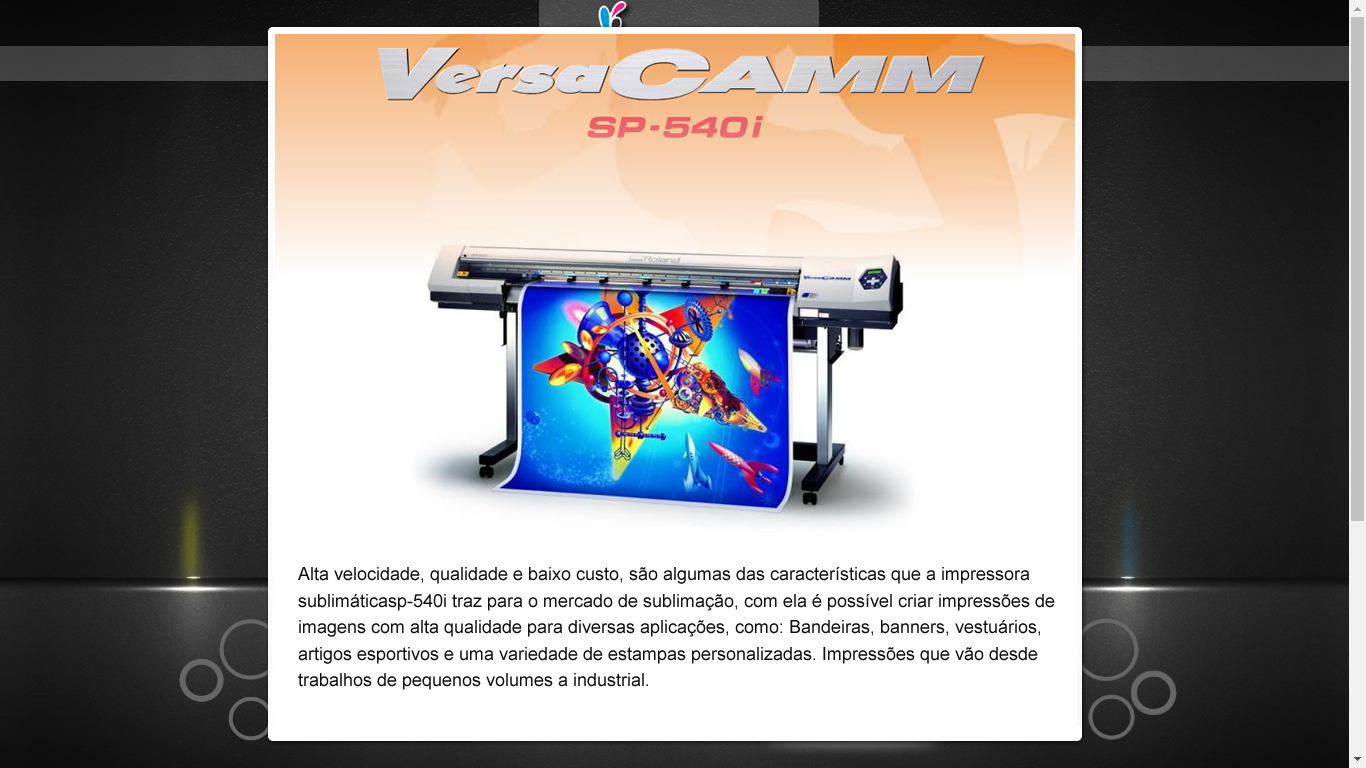 VersaCAMM
SP-540i
Roland
VersaCAMM
Alta velocidade, qualidade e baixo custo, são algumas das características que a impressora
sublimáticasp-540i traz para o mercado de sublimação, com ela é possível criar impressões de
imagens com alta qualidade para diversas aplicações, como: Bandeiras, banners, vestuários,
artigos esportivos e uma variedade de estampas personalizadas. Impressões que vão desde
trabalhos de pequenos volumes a industrial.